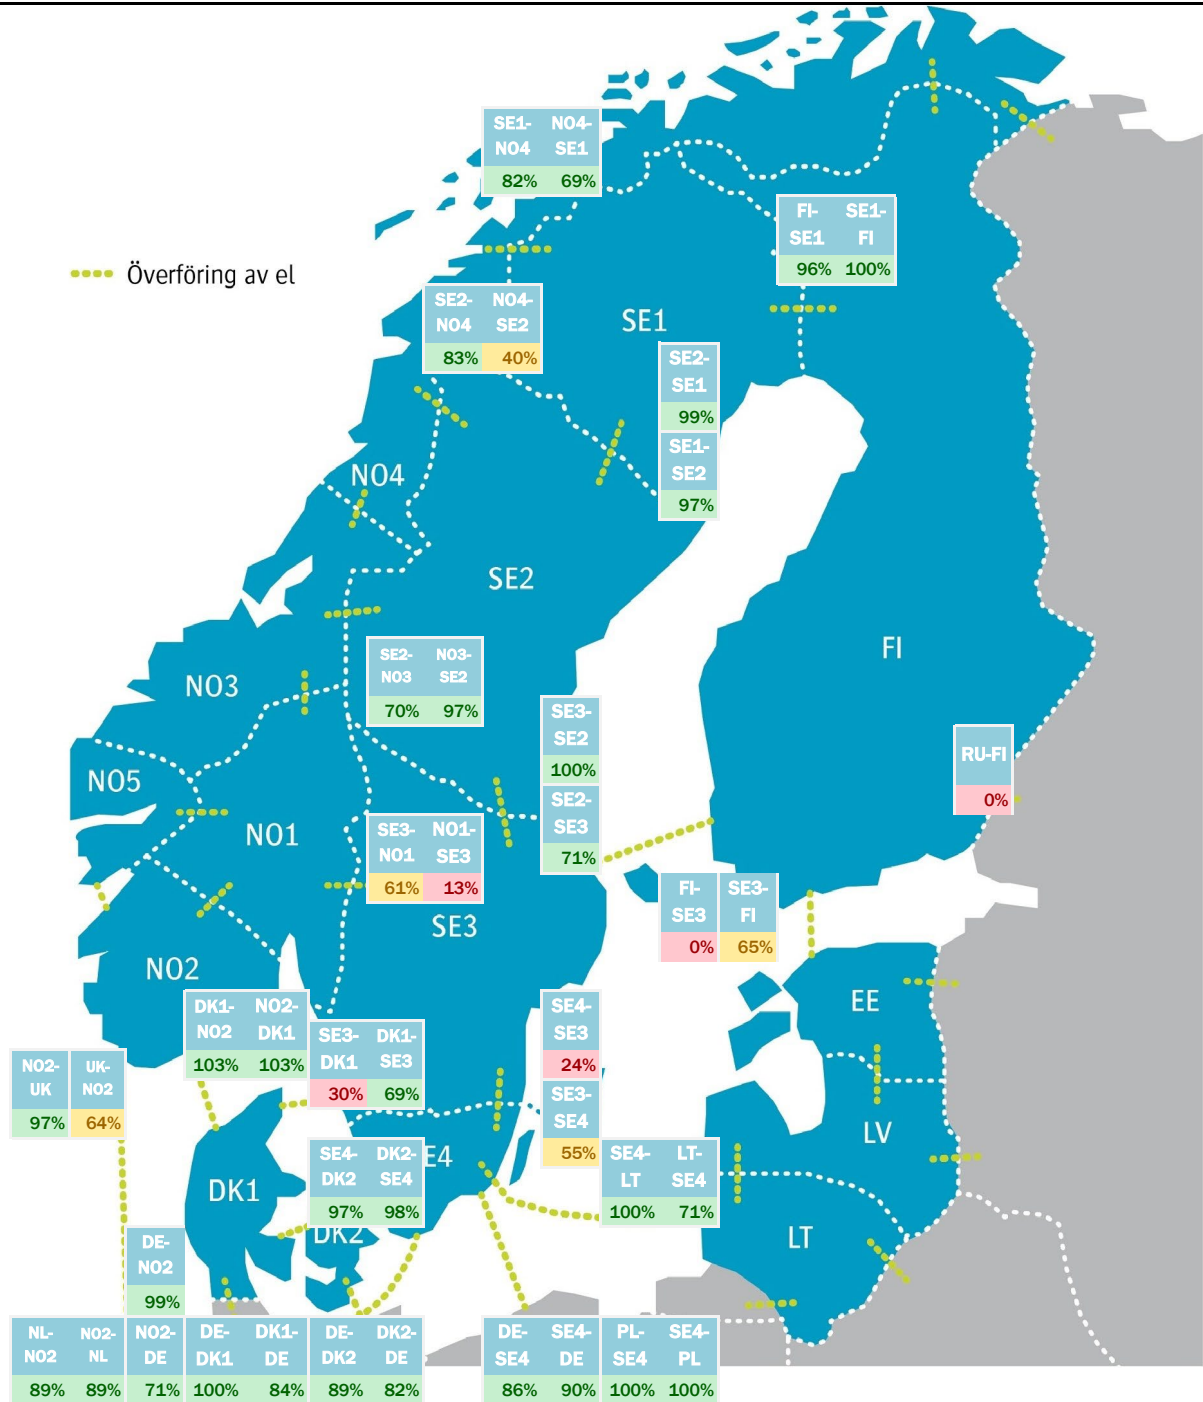 SE1- NO4-
NO4 SE1
82% 69%
FI- SE1-
SE1 FI
96% 100%
Överföring av el
SE2- NO4-
NO4 SE2
83% 40%
SE1
SE2-
SE1
99%
SE1-
SE2
97%
NO4
SE2
FI
SE2- NO3-
NO3 SE2
70% 97%
NO3
SE3-
SE2
100%
SE2-
SE3
71%
RU-FI
0%
NO5
NO1
SE3- NO1-
NO1 SE3
61% 13%
SE3
FI- SE3-
SE3 FI
0% 65%
NO2
EE
DK1- NO2-
NO2 DK1
103% 103%
SE3- DK1-
DK1 SE3
30% 69%
SE4-
SE3
24%
SE3-
SE4
55%
NO2- UK-
UK NO2
97% 64%
LV
SE4- DK2-
DK2 SE4
97% 98%
E4
SE4- LT-
LT SE4
100% 71%
DK1
DK2
LT
DE-
NO2
99%
NL- NO2- NO2- DE- DK1- DE- DK2-
NO2 NL DE DK1 DE DK2 DE
89% 89% 71% 100% 84% 89% 82%
DE- SE4- PL- SE4-
SE4 DE SE4 PL
86% 90% 100% 100%